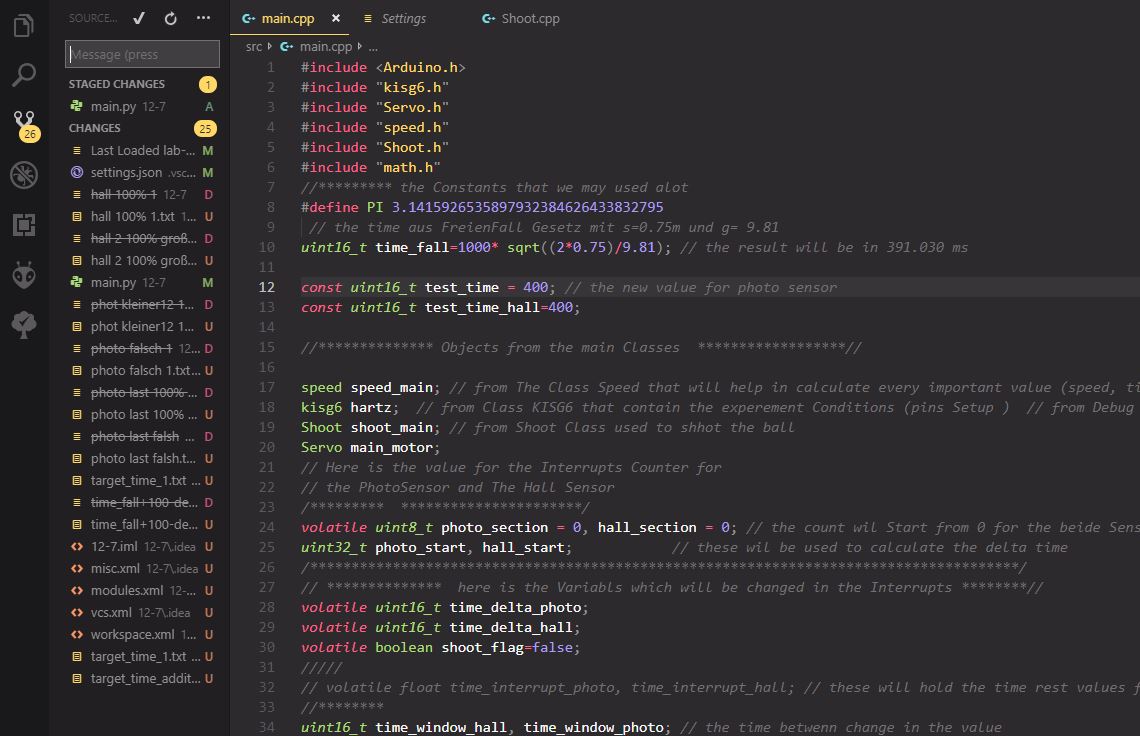 SOURCE... ✓ ⋯
main.cpp × Settings Shoot.cpp
src main.cpp ...
Message (press
STAGED CHANGES 1
main.py 12-7 A
CHANGES 25
26
Last Loaded lab-... M
settings.json .vsc... M
hall 100% 1 12-7 D
hall 100% 1.txt 1... U
hall 2 100% groß... D
hall 2 100% groß... U
main.py 12-7 M
phot kleiner12 1... D
phot kleiner12 1... U
photo falsch 1 12... D
photo falsch 1.txt... U
photo last 100% ... D
photo last 100% ... U
photo last falsh ... D
photo last falsh.t... U
target_time_1.txt ... U
time_fall+100-de... D
time_fall+100-de... U
12-7.iml 12-7\.idea U
misc.xml 12-7\.idea U
modules.xml 12-... U
vcs.xml 12-7\.idea U
workspace.xml 1... U
target_time_1.txt ... U
target_time_addit... U
1 #include <Arduino.h>
2 #include "kisg6.h"
3 #include "Servo.h"
4 #include "speed.h"
5 #include "Shoot.h"
6 #include "math.h"
7 //********* the Constants that we may used alot
8 #define PI 3.1415926535897932384626433832795
9 // the time aus FreienFall Gesetz mit s=0.75m und g= 9.81
10 uint16_t time_fall=1000* sqrt((2*0.75)/9.81); // the result will be in 391.030 ms
11
12 const uint16_t test_time = 400; // the new value for photo sensor
13 const uint16_t test_time_hall=400;
14
15 //************** Objects from the main Classes ******************//
16
17 speed speed_main; // from The Class Speed that will help in calculate every important value (speed, ti
18 kisg6 hartz; // from Class KISG6 that contain the experement Conditions (pins Setup ) // from Debug
19 Shoot shoot_main; // from Shoot Class used to shhot the ball
20 Servo main_motor;
21 // Here is the value for the Interrupts Counter for
22 // the PhotoSensor and The Hall Sensor
23 /********* **********************/
24 volatile uint8_t photo_section = 0, hall_section = 0; // the count wil Start from 0 for the beide Sens
25 uint32_t photo_start, hall_start; // these wil be used to calculate the delta time
26 /**************************************************************************************/
27 // ************** here is the Variabls which will be changed in the Interrupts ********//
28 volatile uint16_t time_delta_photo;
29 volatile uint16_t time_delta_hall;
30 volatile boolean shoot_flag=false;
31 /////
32 // volatile float time_interrupt_photo, time_interrupt_hall; // these will hold the time rest values f
33 //********
34 uint16_t time_window_hall, time_window_photo; // the time betwenn change in the value